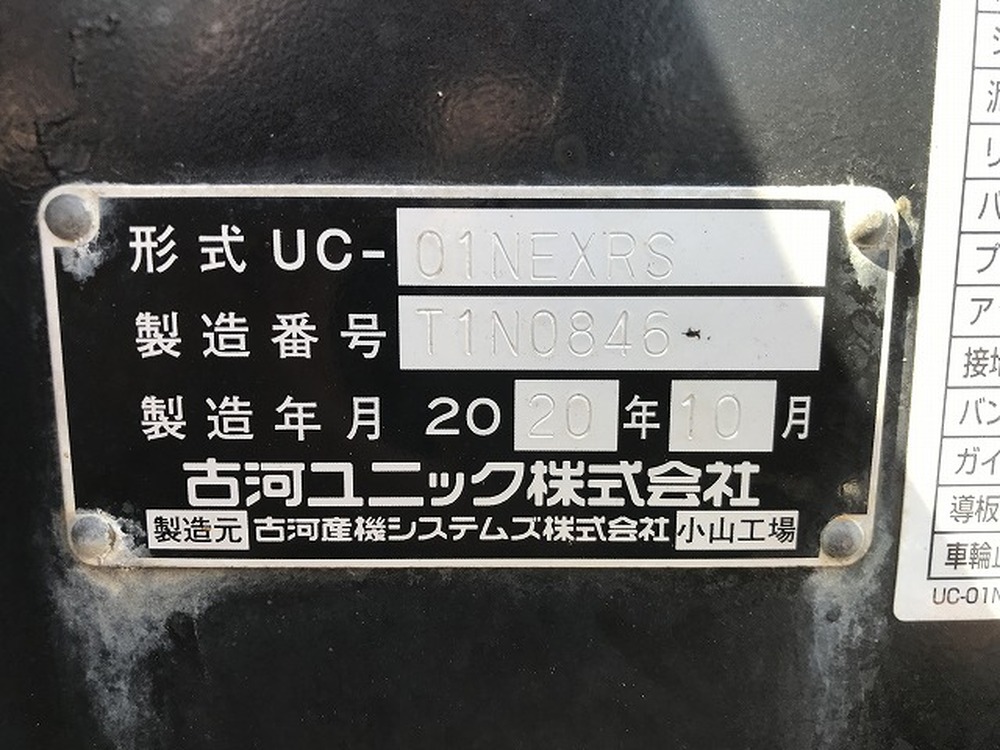 形式 UC-01NEXRS
製造番号 T1N0846
製造年月 2020年10月
古河ユニック株式会社
製造元 古河産機システムズ株式会社 小山工場
接地
バン
ガイ
導板
車輪止
UC-01N